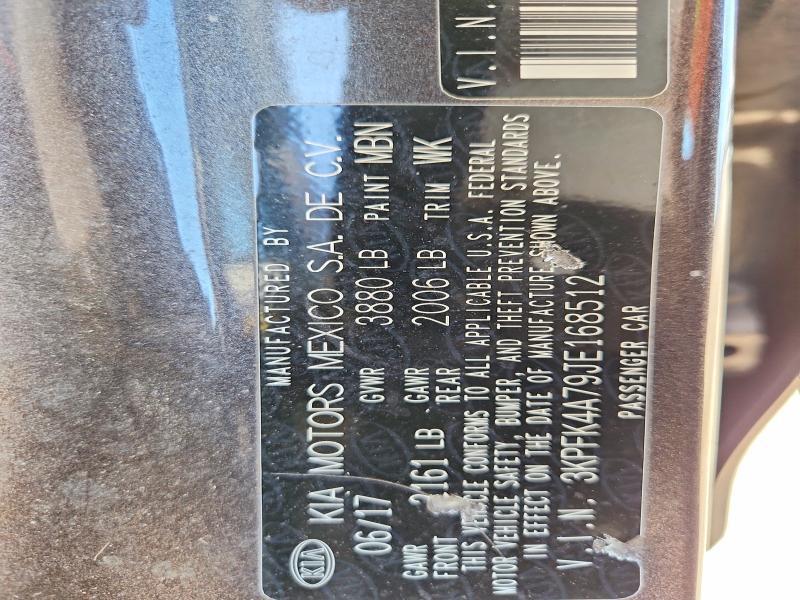 V.I.N.
MANUFACTURED BY
KIA KIA MOTORS MEXICO S.A. DE C.V.
06/17 GVWR 3880 LB PAINT MBN
GAWR FRONT 2161 LB GAWR REAR 2006 LB TRIM WK
THIS VEHICLE CONFORMS TO ALL APPLICABLE U.S.A. FEDERAL
MOTOR VEHICLE SAFETY, BUMPER, AND THEFT PREVENTION STANDARDS
IN EFFECT ON THE DATE OF MANUFACTURE SHOWN ABOVE.
V.I.N. 3KPFK4A79JE168512
PASSENGER CAR